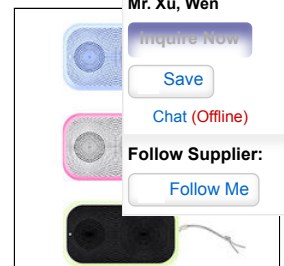 Mr. Xu, Wen
Inquire Now
Save
Chat (Offline)
Follow Supplier:
Follow Me